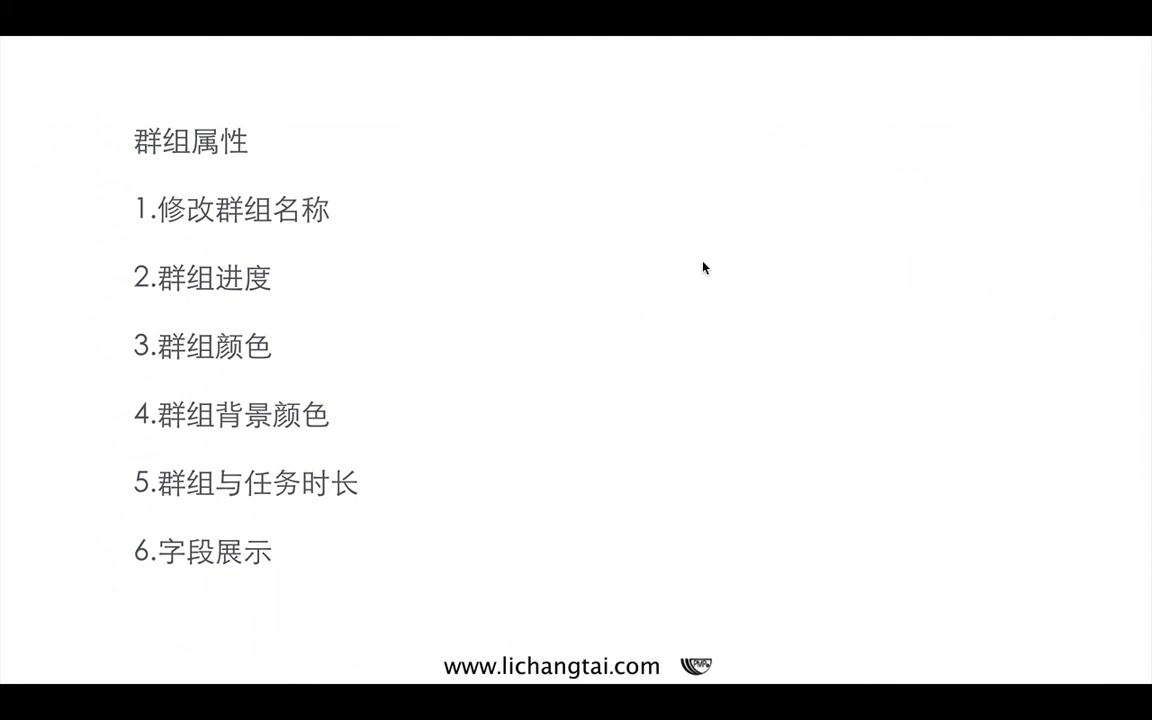 群组属性
1.修改群组名称
2.群组进度
3.群组颜色
4.群组背景颜色
5.群组与任务时长
6.字段展示
www.lichangtai.com
PMP